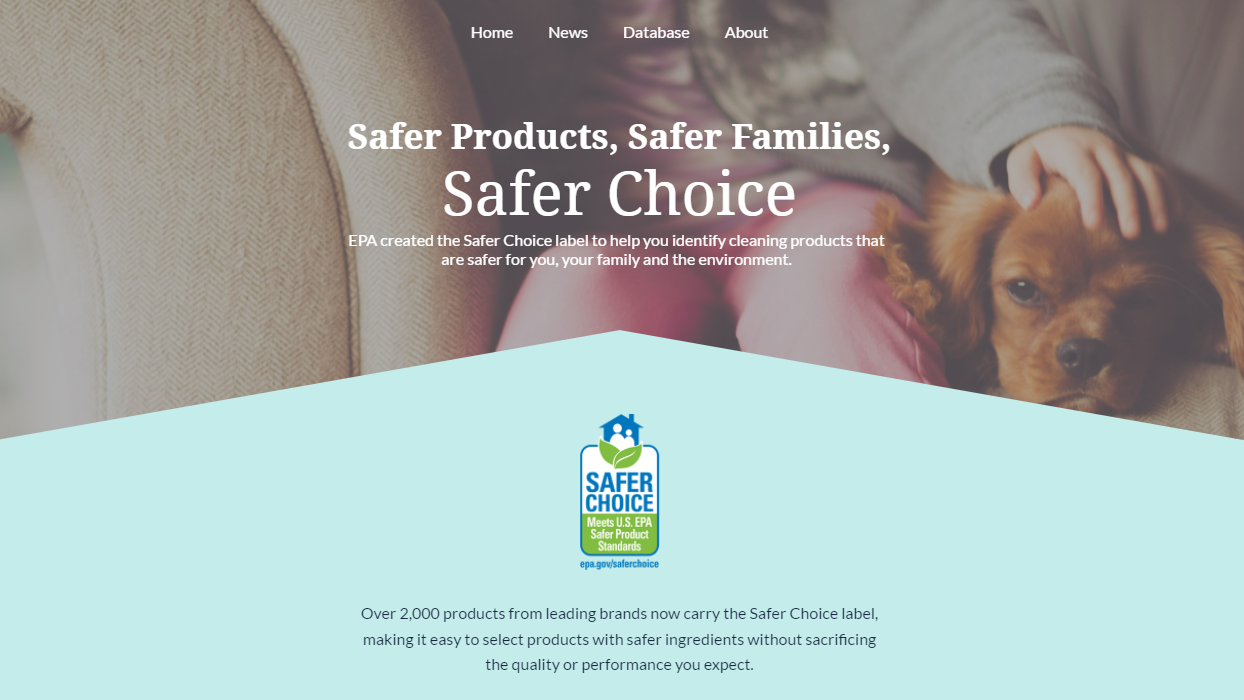 Home News Database About
Safer Products, Safer Families,
Safer Choice
EPA created the Safer Choice label to help you identify cleaning products that
are safer for you, your family and the environment.
SAFER
CHOICE
Meets U.S. EPA
Safer Product
Standards
epa.gov/saferchoice
Over 2,000 products from leading brands now carry the Safer Choice label,
making it easy to select products with safer ingredients without sacrificing
the quality or performance you expect.